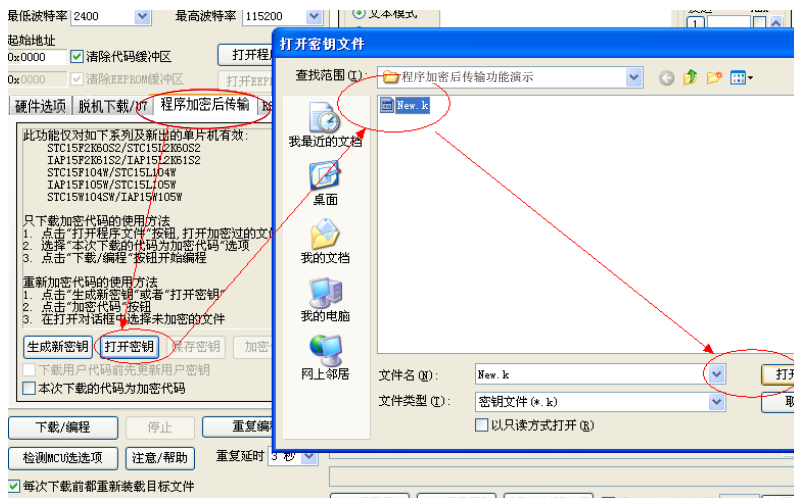 最低波特率 2400 最高波特率 115200 文本模式
起始地址
0x0000 清除代码缓冲区 打开程
0x0000 清除EEPROM缓冲区 打开EEP
硬件选项 脱机下载/U7 程序加密后传输
此功能仅对如下系列及新出的单片机有效:
STC15F2K60S2/STC15L2K60S2
IAP15F2K61S2/IAP15L2K61S2
STC15F104W/STC15L104W
IAP15F105W/STC15L105W
STC15W104SW/IAP15W105W
只下载加密代码的使用方法
1. 点击"打开程序文件"按钮,打开加密过的文
2. 选择"本次下载的代码为加密代码"选项
3. 点击"下载/编程"按钮开始编程
重新加密代码的使用方法
1. 点击"生成新密钥"或者"打开密钥"
2. 点击"加密代码"按钮
3. 在打开对话框中选择未加密的文件
生成新密钥 打开密钥 保存密钥 加密
下载用户代码前先更新用户密钥
本次下载的代码为加密代码
下载/编程 停止 重复编
检测MCU选选项 注意/帮助 重复延时 3 秒
每次下载前都重新装载目标文件
打开密钥文件
查找范围(I): 程序加密后传输功能演示
New.k
我最近的文档
桌面
我的文档
我的电脑
网上邻居
文件名(N): New.k 打开
文件类型(T): 密钥文件(*.k) 取
以只读方式打开(R)